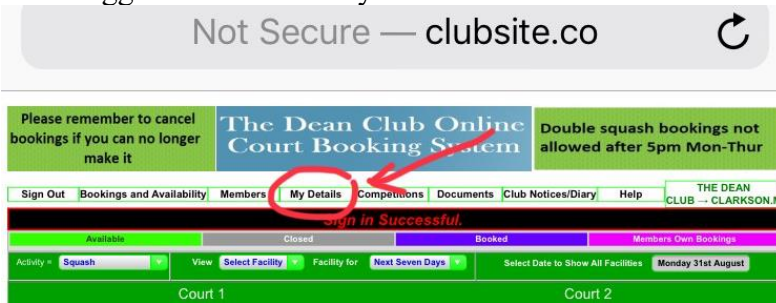 Not Secure — clubsite.co
Please remember to cancel
bookings if you can no longer
make it
The Dean Club Online
Court Booking System
Double squash bookings not
allowed after 5pm Mon-Thur
Sign Out Bookings and Availability Members My Details Competitions Documents Club Notices/Diary Help
THE DEAN
CLUB → CLARKSON.M
Sign in Successful.
Available Closed Booked Members Own Bookings
Activity = Squash View Select Facility Facility for Next Seven Days Select Date to Show All Facilities Monday 31st August
Court 1 Court 2